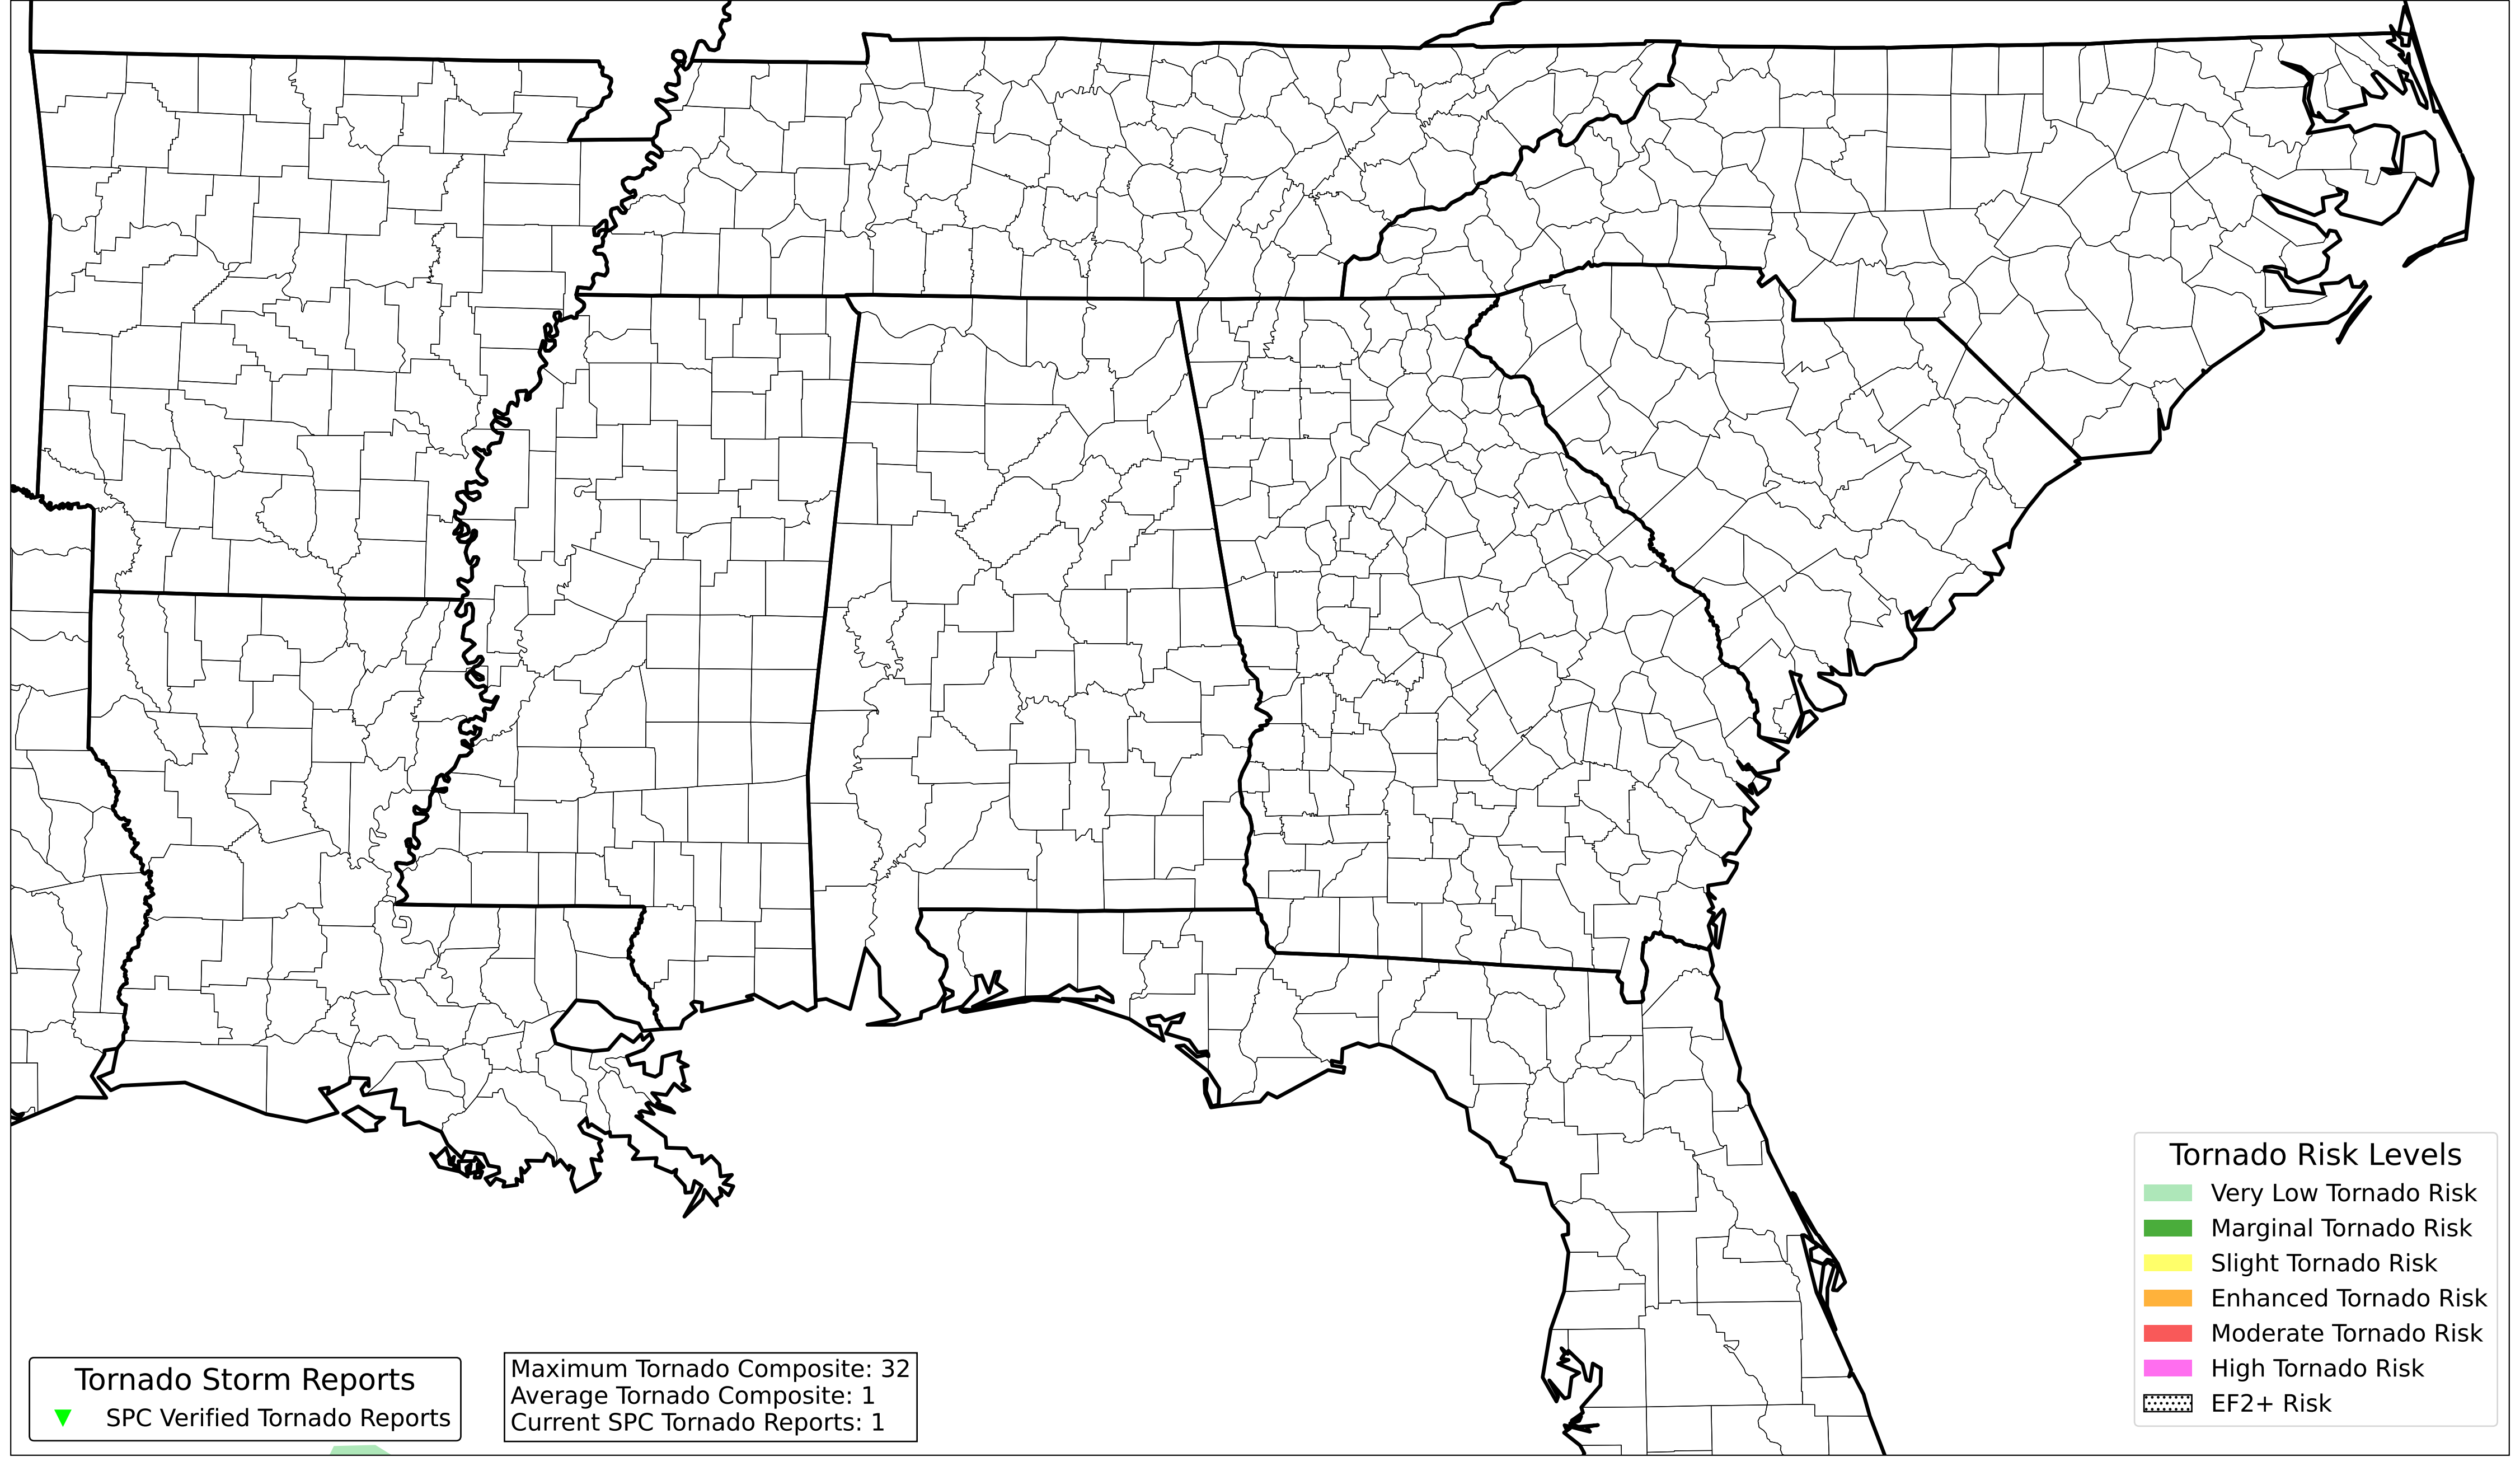 Tornado Risk Levels
Very Low Tornado Risk
Marginal Tornado Risk
Slight Tornado Risk
Enhanced Tornado Risk
Moderate Tornado Risk
High Tornado Risk
EF2+ Risk
Tornado Storm Reports
SPC Verified Tornado Reports
Maximum Tornado Composite: 32
Average Tornado Composite: 1
Current SPC Tornado Reports: 1